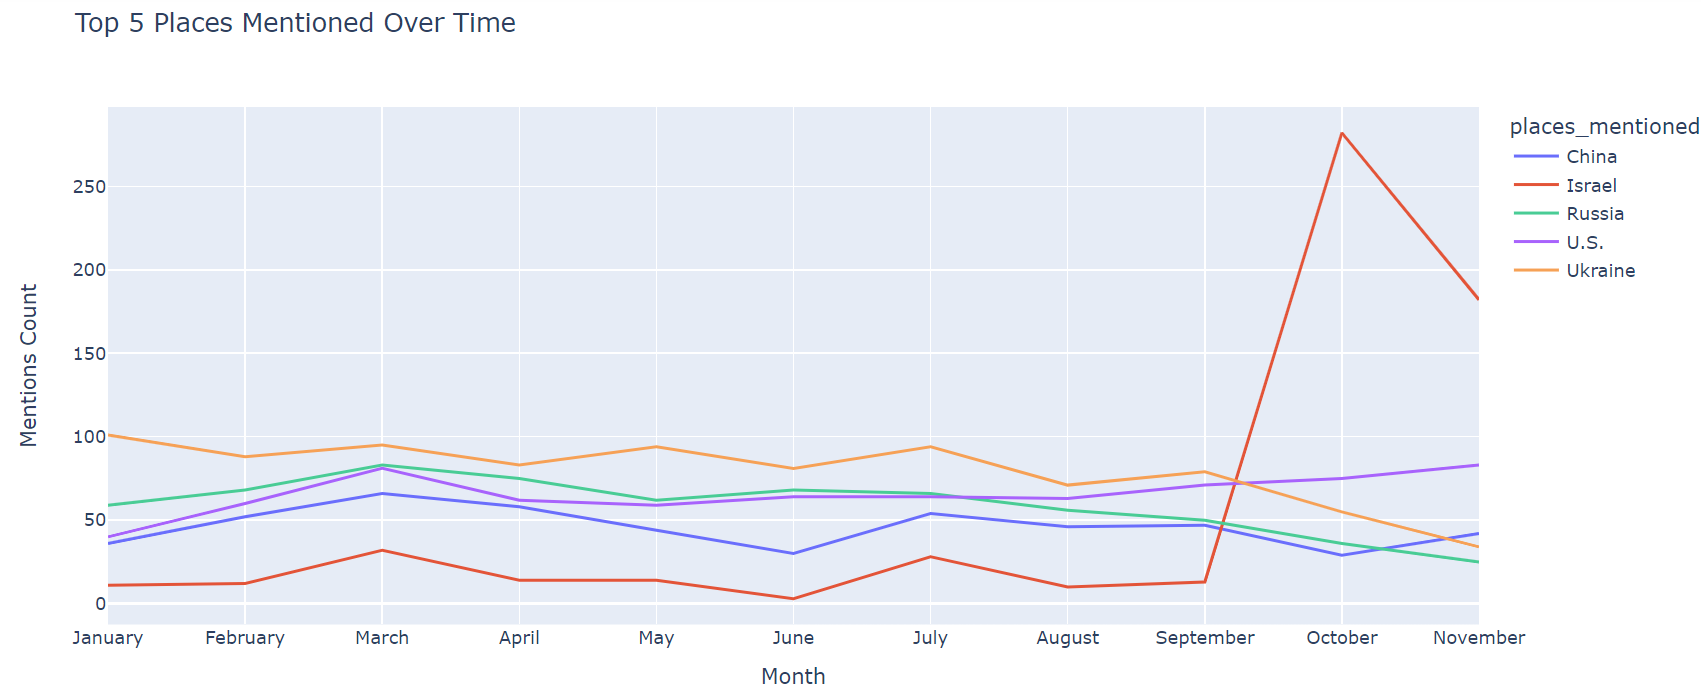 Top 5 Places Mentioned Over Time
Mentions Count
250
200
150
100
50
0
January February March April May June July August September October November
Month
places_mentioned
China
Israel
Russia
U.S.
Ukraine